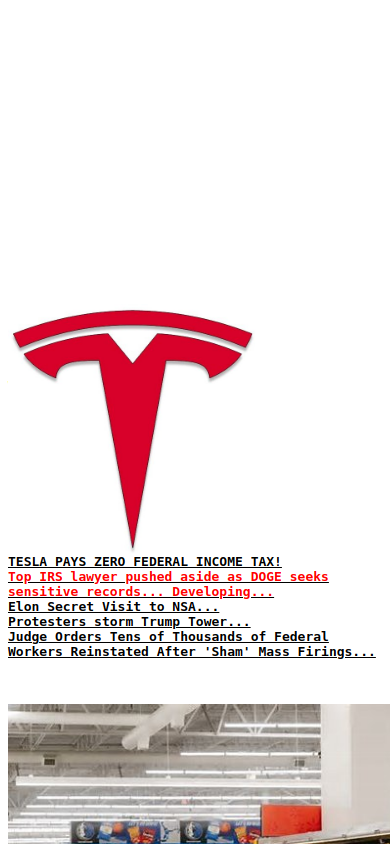 TESLA PAYS ZERO FEDERAL INCOME TAX!
Top IRS lawyer pushed aside as DOGE seeks
sensitive records... Developing...
Elon Secret Visit to NSA...
Protesters storm Trump Tower...
Judge Orders Tens of Thousands of Federal
Workers Reinstated After 'Sham' Mass Firings...